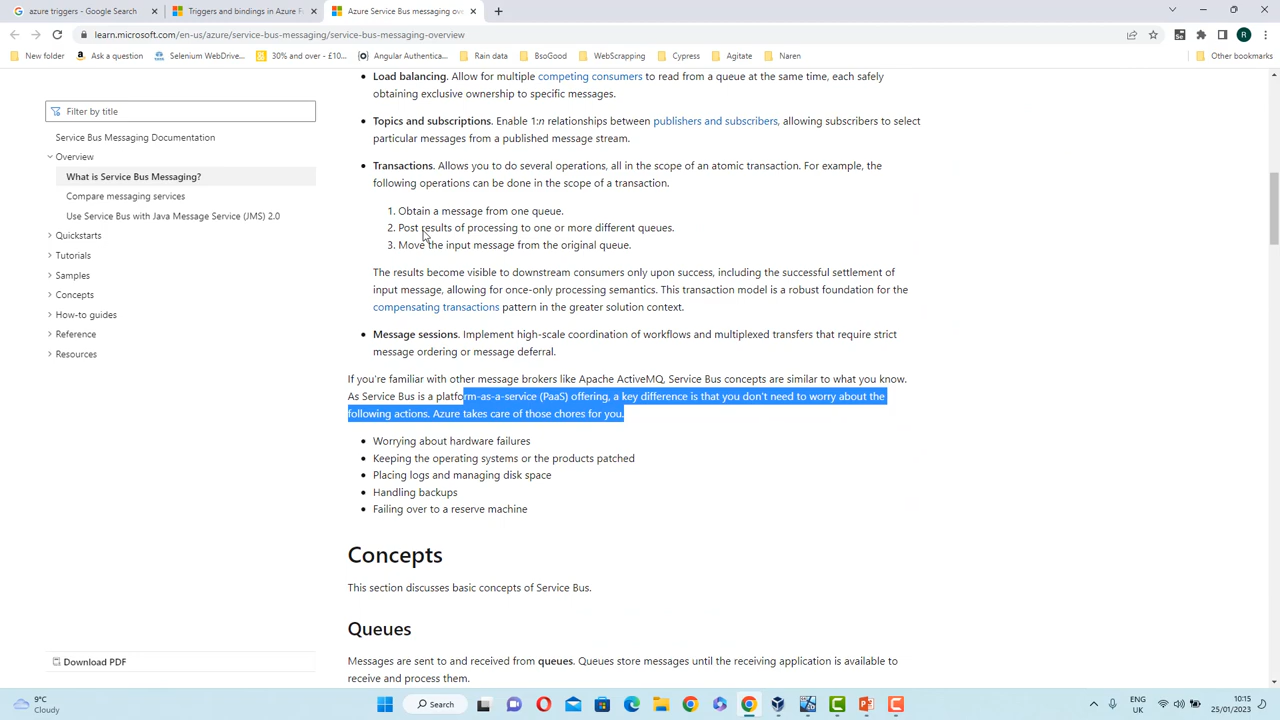 azure triggers - Google Search
Triggers and bindings in Azure F
Azure Service Bus messaging ove
learn.microsoft.com/en-us/azure/service-bus-messaging/service-bus-messaging-overview
R
New folder
Ask a question
Selenium WebDrive...
30% and over - £10...
Angular Authentica...
Rain data
BsoGood
WebScrapping
Cypress
Agitate
Naren
Other bookmarks
Filter by title
Service Bus Messaging Documentation
Overview
What is Service Bus Messaging?
Compare messaging services
Use Service Bus with Java Message Service (JMS) 2.0
Quickstarts
Tutorials
Samples
Concepts
How-to guides
Reference
Resources
Download PDF
Load balancing. Allow for multiple competing consumers to read from a queue at the same time, each safely
obtaining exclusive ownership to specific messages.
Topics and subscriptions. Enable 1:n relationships between publishers and subscribers, allowing subscribers to select
particular messages from a published message stream.
Transactions. Allows you to do several operations, all in the scope of an atomic transaction. For example, the
following operations can be done in the scope of a transaction.
1. Obtain a message from one queue.
2. Post results of processing to one or more different queues.
3. Move the input message from the original queue.
The results become visible to downstream consumers only upon success, including the successful settlement of
input message, allowing for once-only processing semantics. This transaction model is a robust foundation for the
compensating transactions pattern in the greater solution context.
Message sessions. Implement high-scale coordination of workflows and multiplexed transfers that require strict
message ordering or message deferral.
If you're familiar with other message brokers like Apache ActiveMQ, Service Bus concepts are similar to what you know.
As Service Bus is a platform-as-a-service (PaaS) offering, a key difference is that you don't need to worry about the
following actions. Azure takes care of those chores for you.
Worrying about hardware failures
Keeping the operating systems or the products patched
Placing logs and managing disk space
Handling backups
Failing over to a reserve machine
Concepts
This section discusses basic concepts of Service Bus.
Queues
Messages are sent to and received from queues. Queues store messages until the receiving application is available to
receive and process them.
9°C
Cloudy
Search
ENG
UK
10:15
25/01/2023